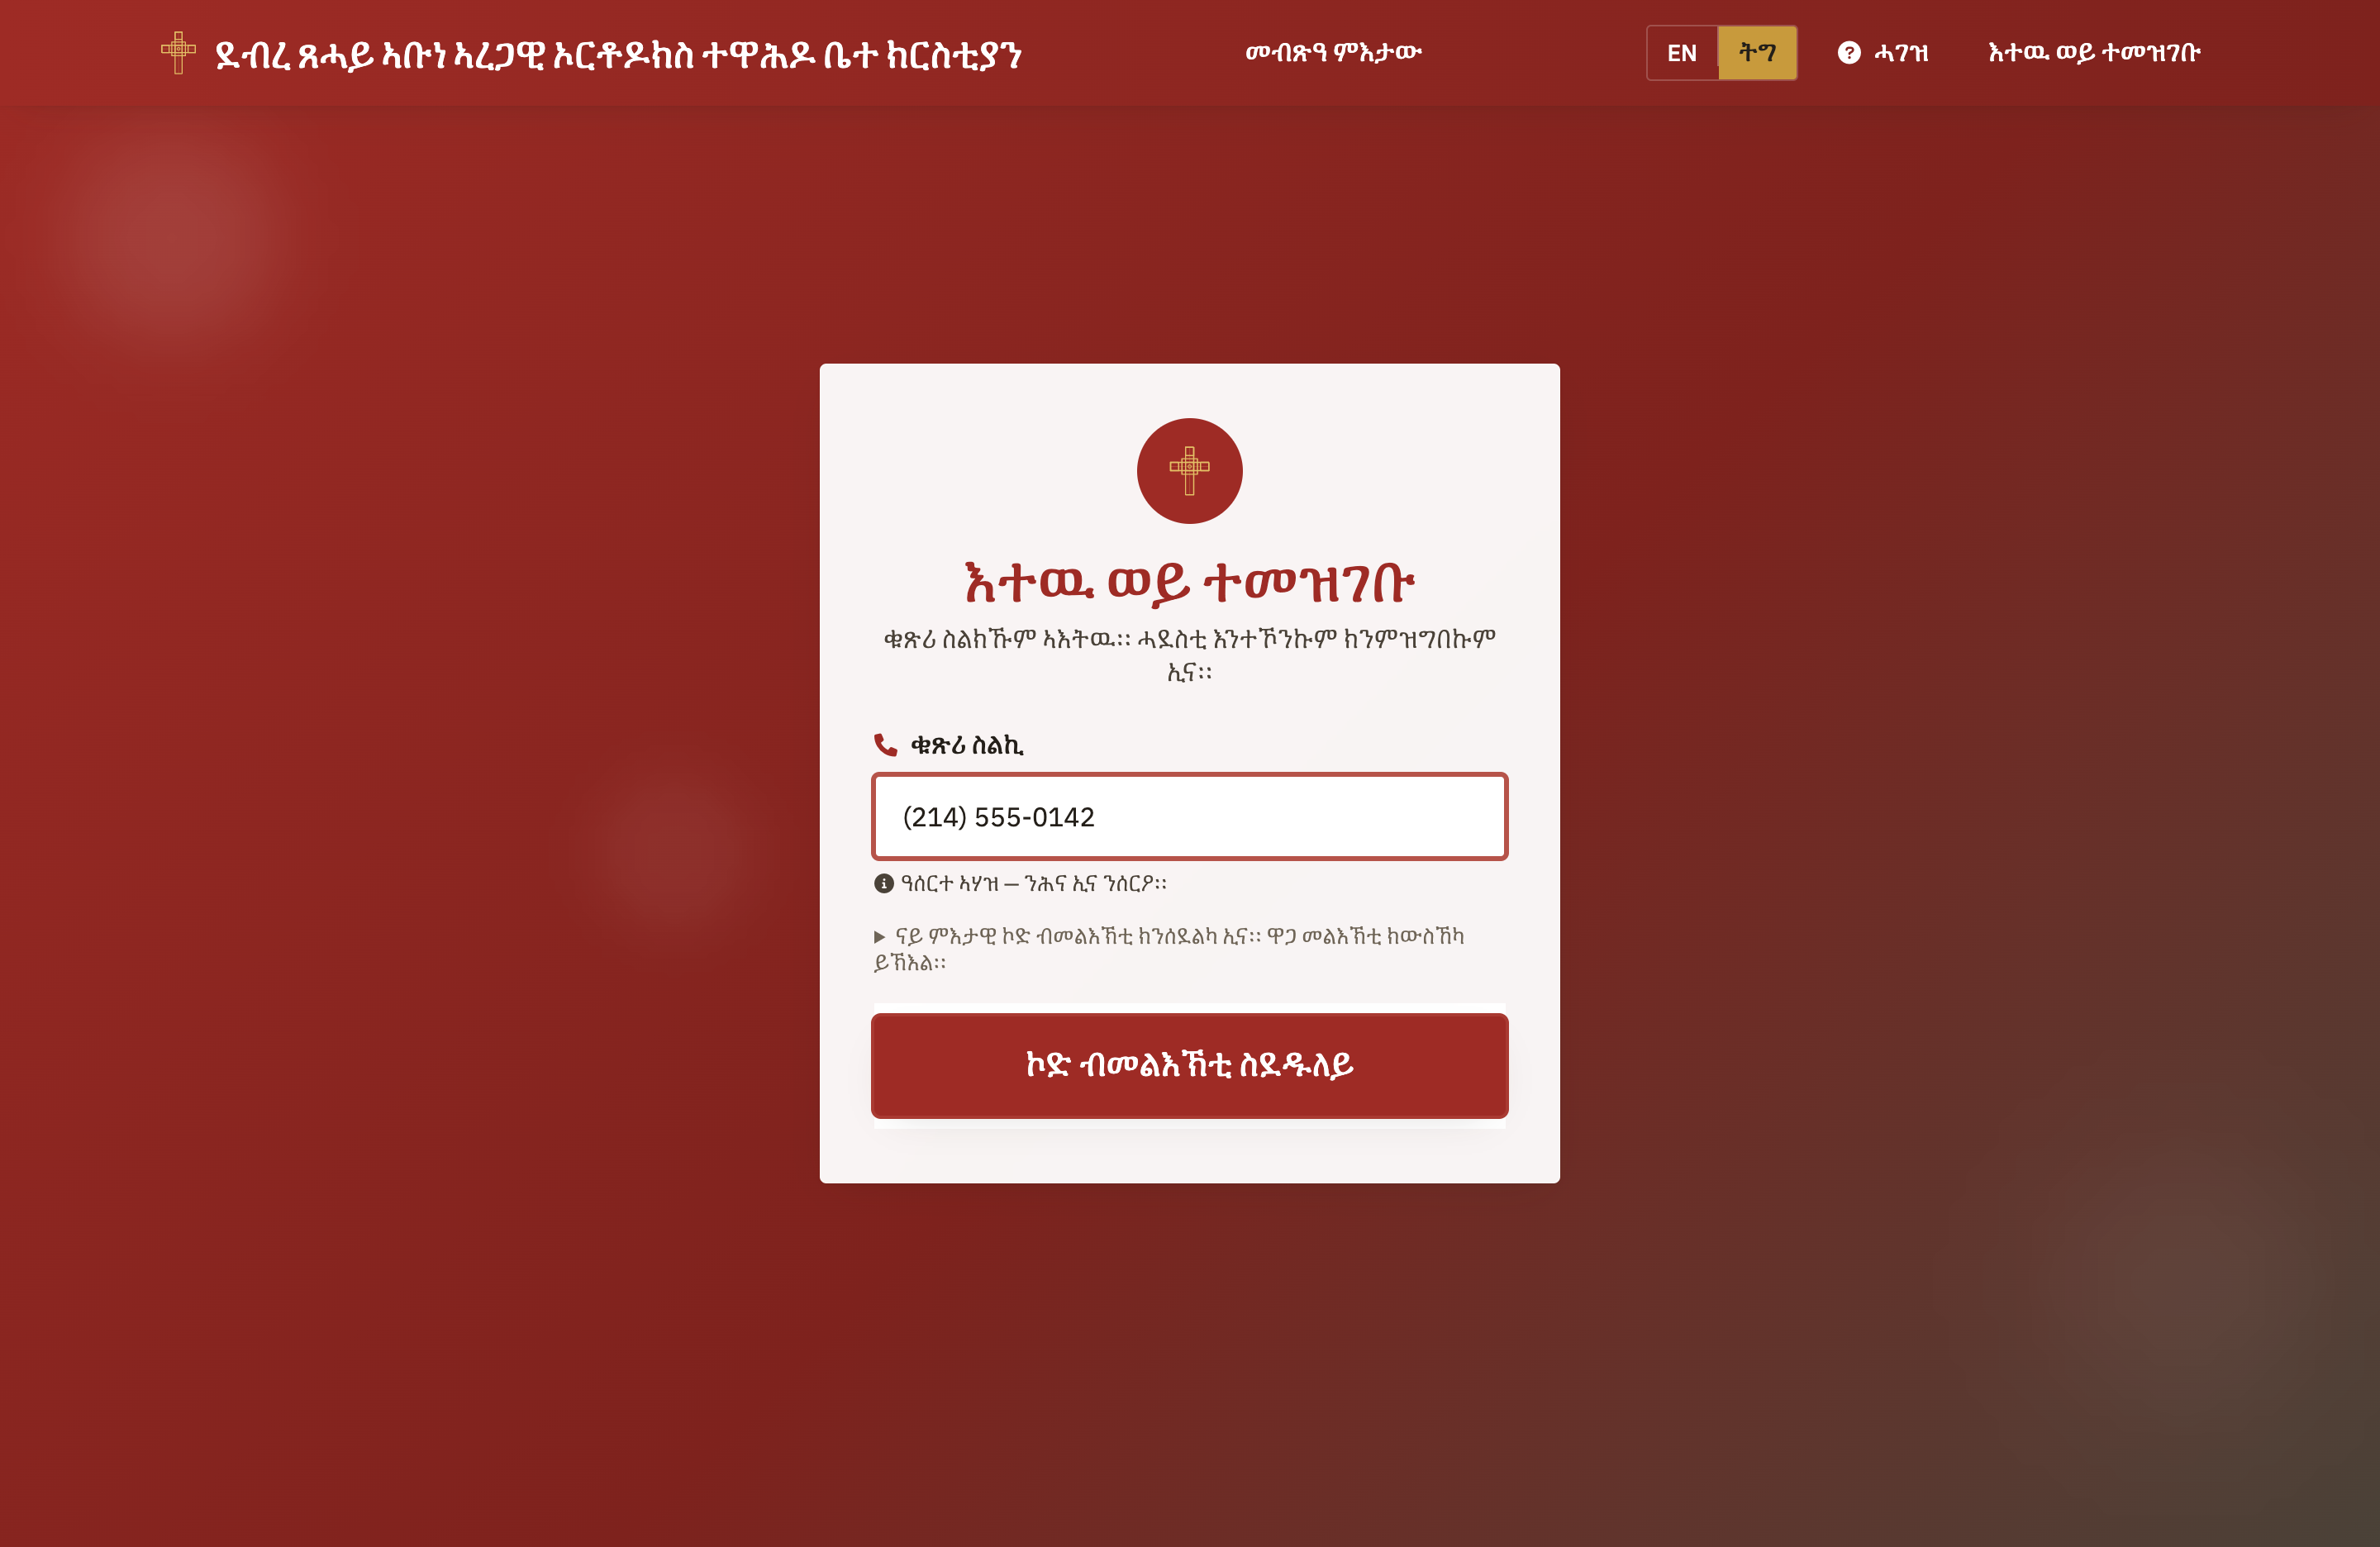 ደብረ ጸሓይ ኣቡነ ኣረጋዊ ኦርቶዶክስ ተዋሕዶ ቤተ ክርስቲያን
መብጽዓ ምእታው
EN
ትግ
ሓገዝ
እተዉ ወይ ተመዝገቡ
እተዉ ወይ ተመዝገቡ
ቁጽሪ ስልክኹም ኣእትዉ። ሓደስቲ እንተኾንኩም ክንምዝግበኩም
ኢና።
ቁጽሪ ስልኪ
(214) 555-0142
ዓሰርተ ኣሃዝ — ንሕና ኢና ንሰርዖ።
ናይ ምእታዊ ኮድ ብመልእኽቲ ክንሰደልካ ኢና። ዋጋ መልእኽቲ ክውስኸካ
ይኽእል።
ኮድ ብመልእኽቲ ስደዱለይ